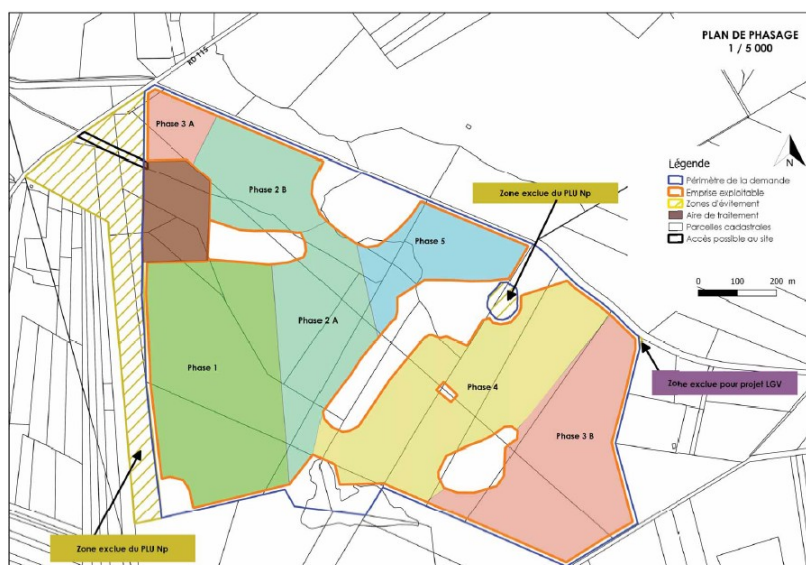 PLAN DE PHASAGE
1 / 5 000
RD 115
Phase 3 A
Phase 2 B
Zone exclue du PLU Np
N
Légende
Périmètre de la demande
Emprise exploitable
Zones d'évitement
Aire de traitement
Parcelles cadastrales
Accès possible au site
0 100 200 m
Phase 5
Phase 2 A
Phase 1
Phase 4
Zone exclue pour projet LGV
Phase 3 B
Zone exclue du PLU Np